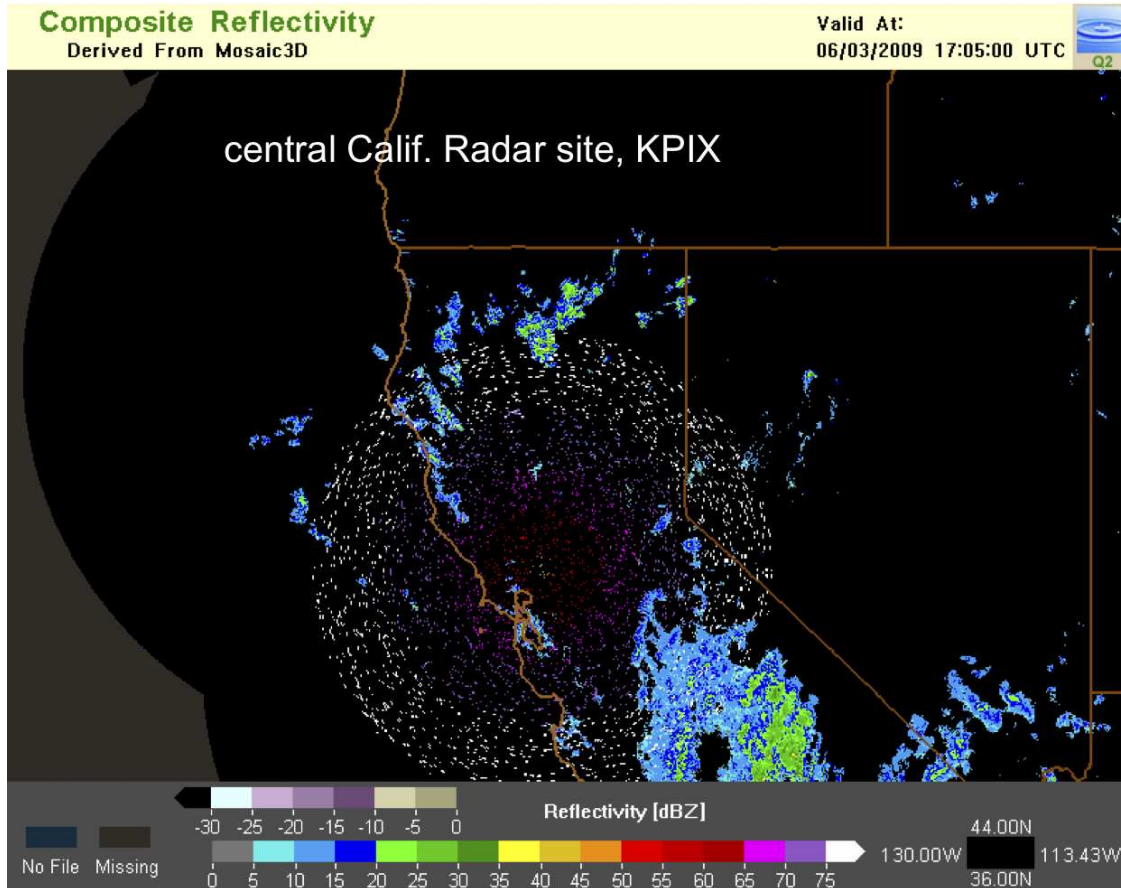 Composite Reflectivity
Derived From Mosaic3D
Valid At:
06/03/2009 17:05:00 UTC
Q2
central Calif. Radar site, KPIX
Reflectivity [dBZ]
-30 -25 -20 -15 -10 -5 0
0 5 10 15 20 25 30 35 40 45 50 55 60 65 70 75
No File Missing
44.00N
130.00W 113.43W
36.00N